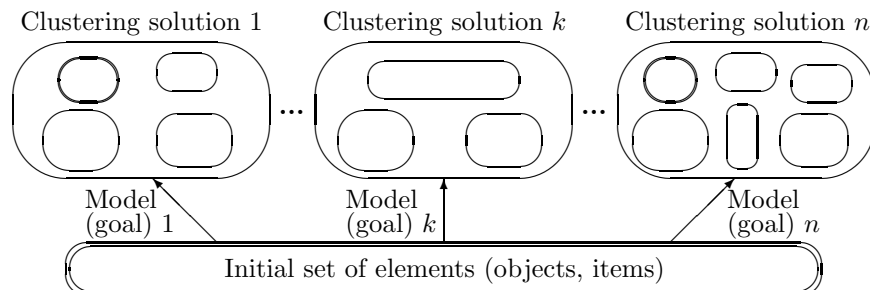 Clustering solution 1 Clustering solution k Clustering solution n
... ...
Model Model Model
(goal) 1 (goal) k (goal) n
Initial set of elements (objects, items)